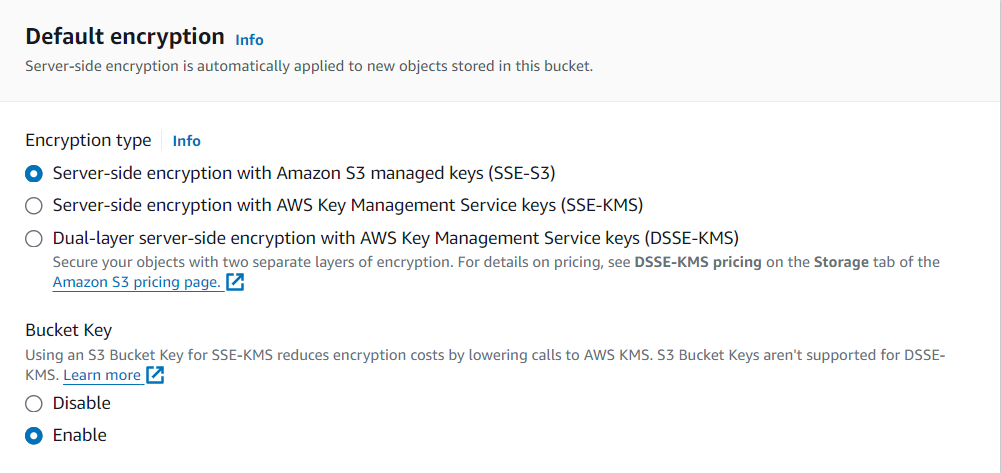 Default encryption Info
Server-side encryption is automatically applied to new objects stored in this bucket.
Encryption type Info
Server-side encryption with Amazon S3 managed keys (SSE-S3)
Server-side encryption with AWS Key Management Service keys (SSE-KMS)
Dual-layer server-side encryption with AWS Key Management Service keys (DSSE-KMS)
Secure your objects with two separate layers of encryption. For details on pricing, see DSSE-KMS pricing on the Storage tab of the
Amazon S3 pricing page.
Bucket Key
Using an S3 Bucket Key for SSE-KMS reduces encryption costs by lowering calls to AWS KMS. S3 Bucket Keys aren't supported for DSSE-
KMS. Learn more
Disable
Enable